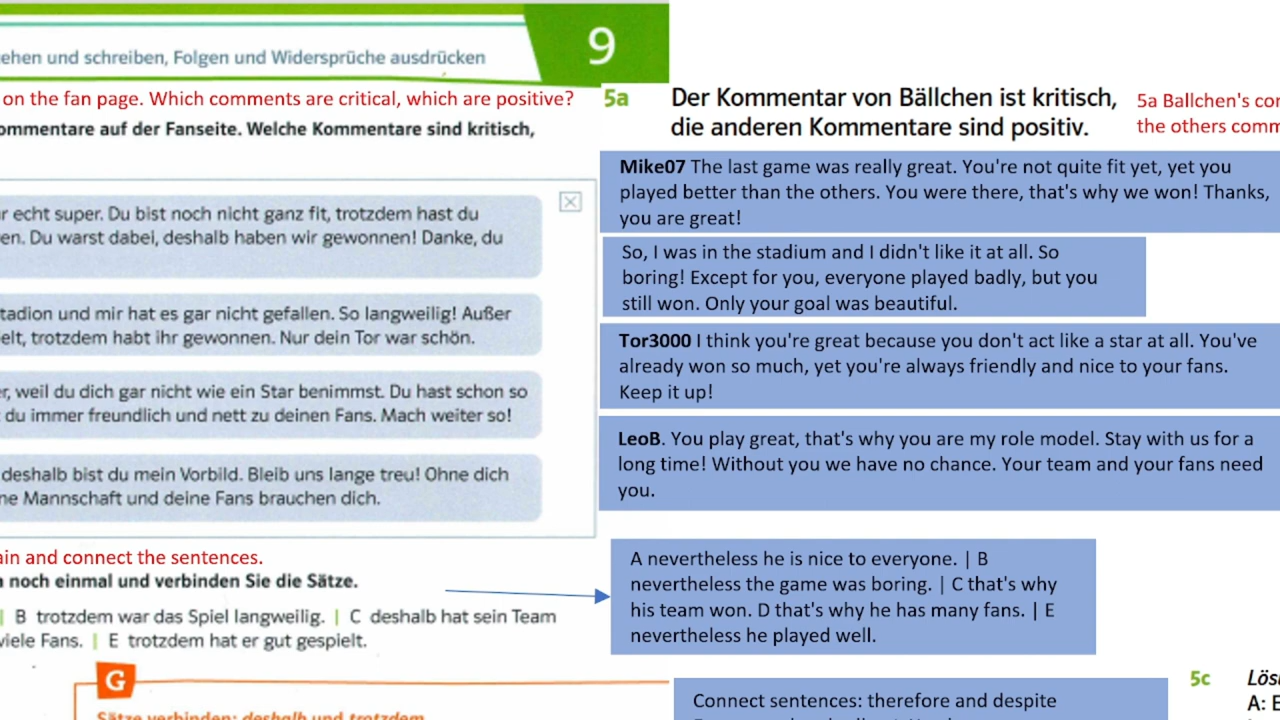 9
ehen und schreiben, Folgen und Widersprüche ausdrücken
on the fan page. Which comments are critical, which are positive?
ommentare auf der Fanseite. Welche Kommentare sind kritisch,
r echt super. Du bist noch nicht ganz fit, trotzdem hast du
en. Du warst dabei, deshalb haben wir gewonnen! Danke, du
tadion und mir hat es gar nicht gefallen. So langweilig! Außer
elt, trotzdem habt ihr gewonnen. Nur dein Tor war schön.
r, weil du dich gar nicht wie ein Star benimmst. Du hast schon so
du immer freundlich und nett zu deinen Fans. Mach weiter so!
deshalb bist du mein Vorbild. Bleib uns lange treu! Ohne dich
ne Mannschaft und deine Fans brauchen dich.
ain and connect the sentences.
n noch einmal und verbinden Sie die Sätze.
| B trotzdem war das Spiel langweilig. | C deshalb hat sein Team
viele Fans. | E trotzdem hat er gut gespielt.
G
Sätze verbinden: deshalb und trotzdem
5a Der Kommentar von Bällchen ist kritisch,
die anderen Kommentare sind positiv.
5a Ballchen's cor
the others comm
Mike07 The last game was really great. You're not quite fit yet, yet you
played better than the others. You were there, that's why we won! Thanks,
you are great!
So, I was in the stadium and I didn't like it at all. So
boring! Except for you, everyone played badly, but you
still won. Only your goal was beautiful.
Tor3000 I think you're great because you don't act like a star at all. You've
already won so much, yet you're always friendly and nice to your fans.
Keep it up!
LeoB. You play great, that's why you are my role model. Stay with us for a
long time! Without you we have no chance. Your team and your fans need
you.
A nevertheless he is nice to everyone. | B
nevertheless the game was boring. | C that's why
his team won. D that's why he has many fans. | E
nevertheless he played well.
Connect sentences: therefore and despite
5c Lösu
A: E